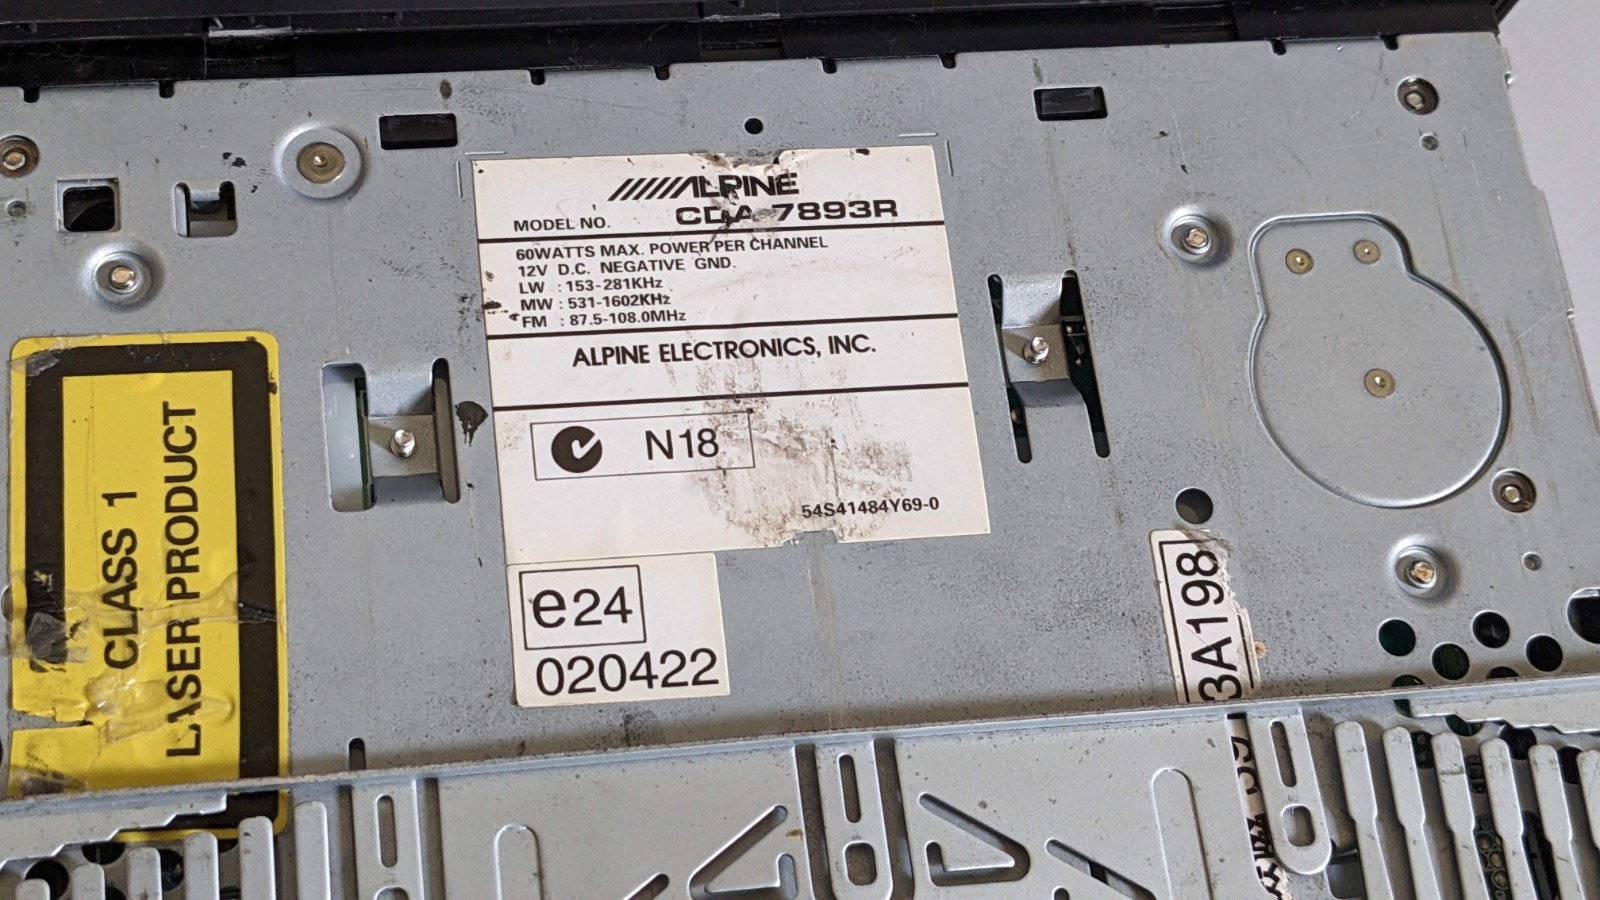 ALPINE
MODEL NO. CDA-7893R
60WATTS MAX. POWER PER CHANNEL
12V D.C. NEGATIVE GND.
LW : 153-281KHz
MW : 531-1602KHz
FM : 87.5-108.0MHz
ALPINE ELECTRONICS, INC.
N18
54S41484Y69-0
e24
020422
CLASS 1
LASER PRODUCT
3A198